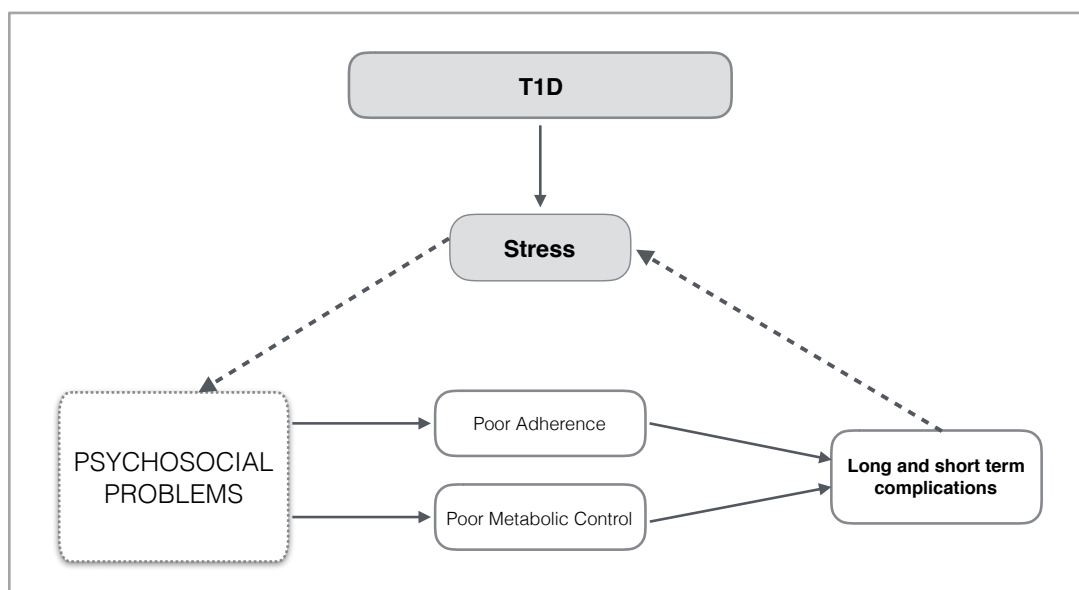 T1D
Stress
PSYCHOSOCIAL
PROBLEMS
Poor Adherence
Poor Metabolic Control
Long and short term
complications